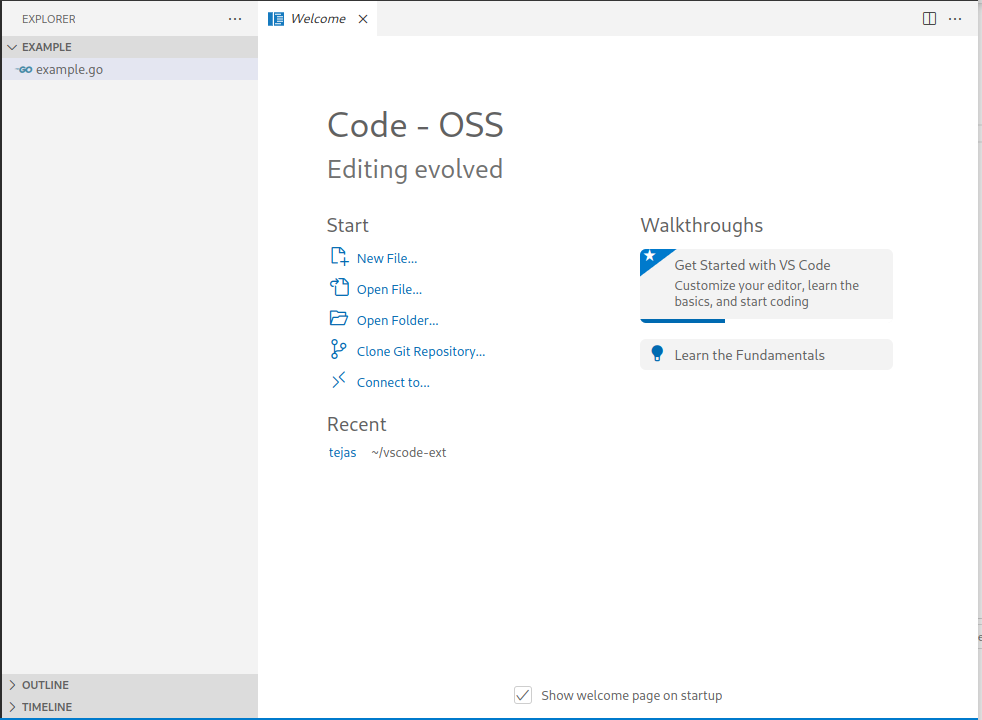 EXPLORER
EXAMPLE
example.go
OUTLINE
TIMELINE
Welcome
Code - OSS
Editing evolved
Start
New File...
Open File...
Open Folder...
Clone Git Repository...
Connect to...
Recent
tejas ~/vscode-ext
Walkthroughs
Get Started with VS Code
Customize your editor, learn the
basics, and start coding
Learn the Fundamentals
Show welcome page on startup